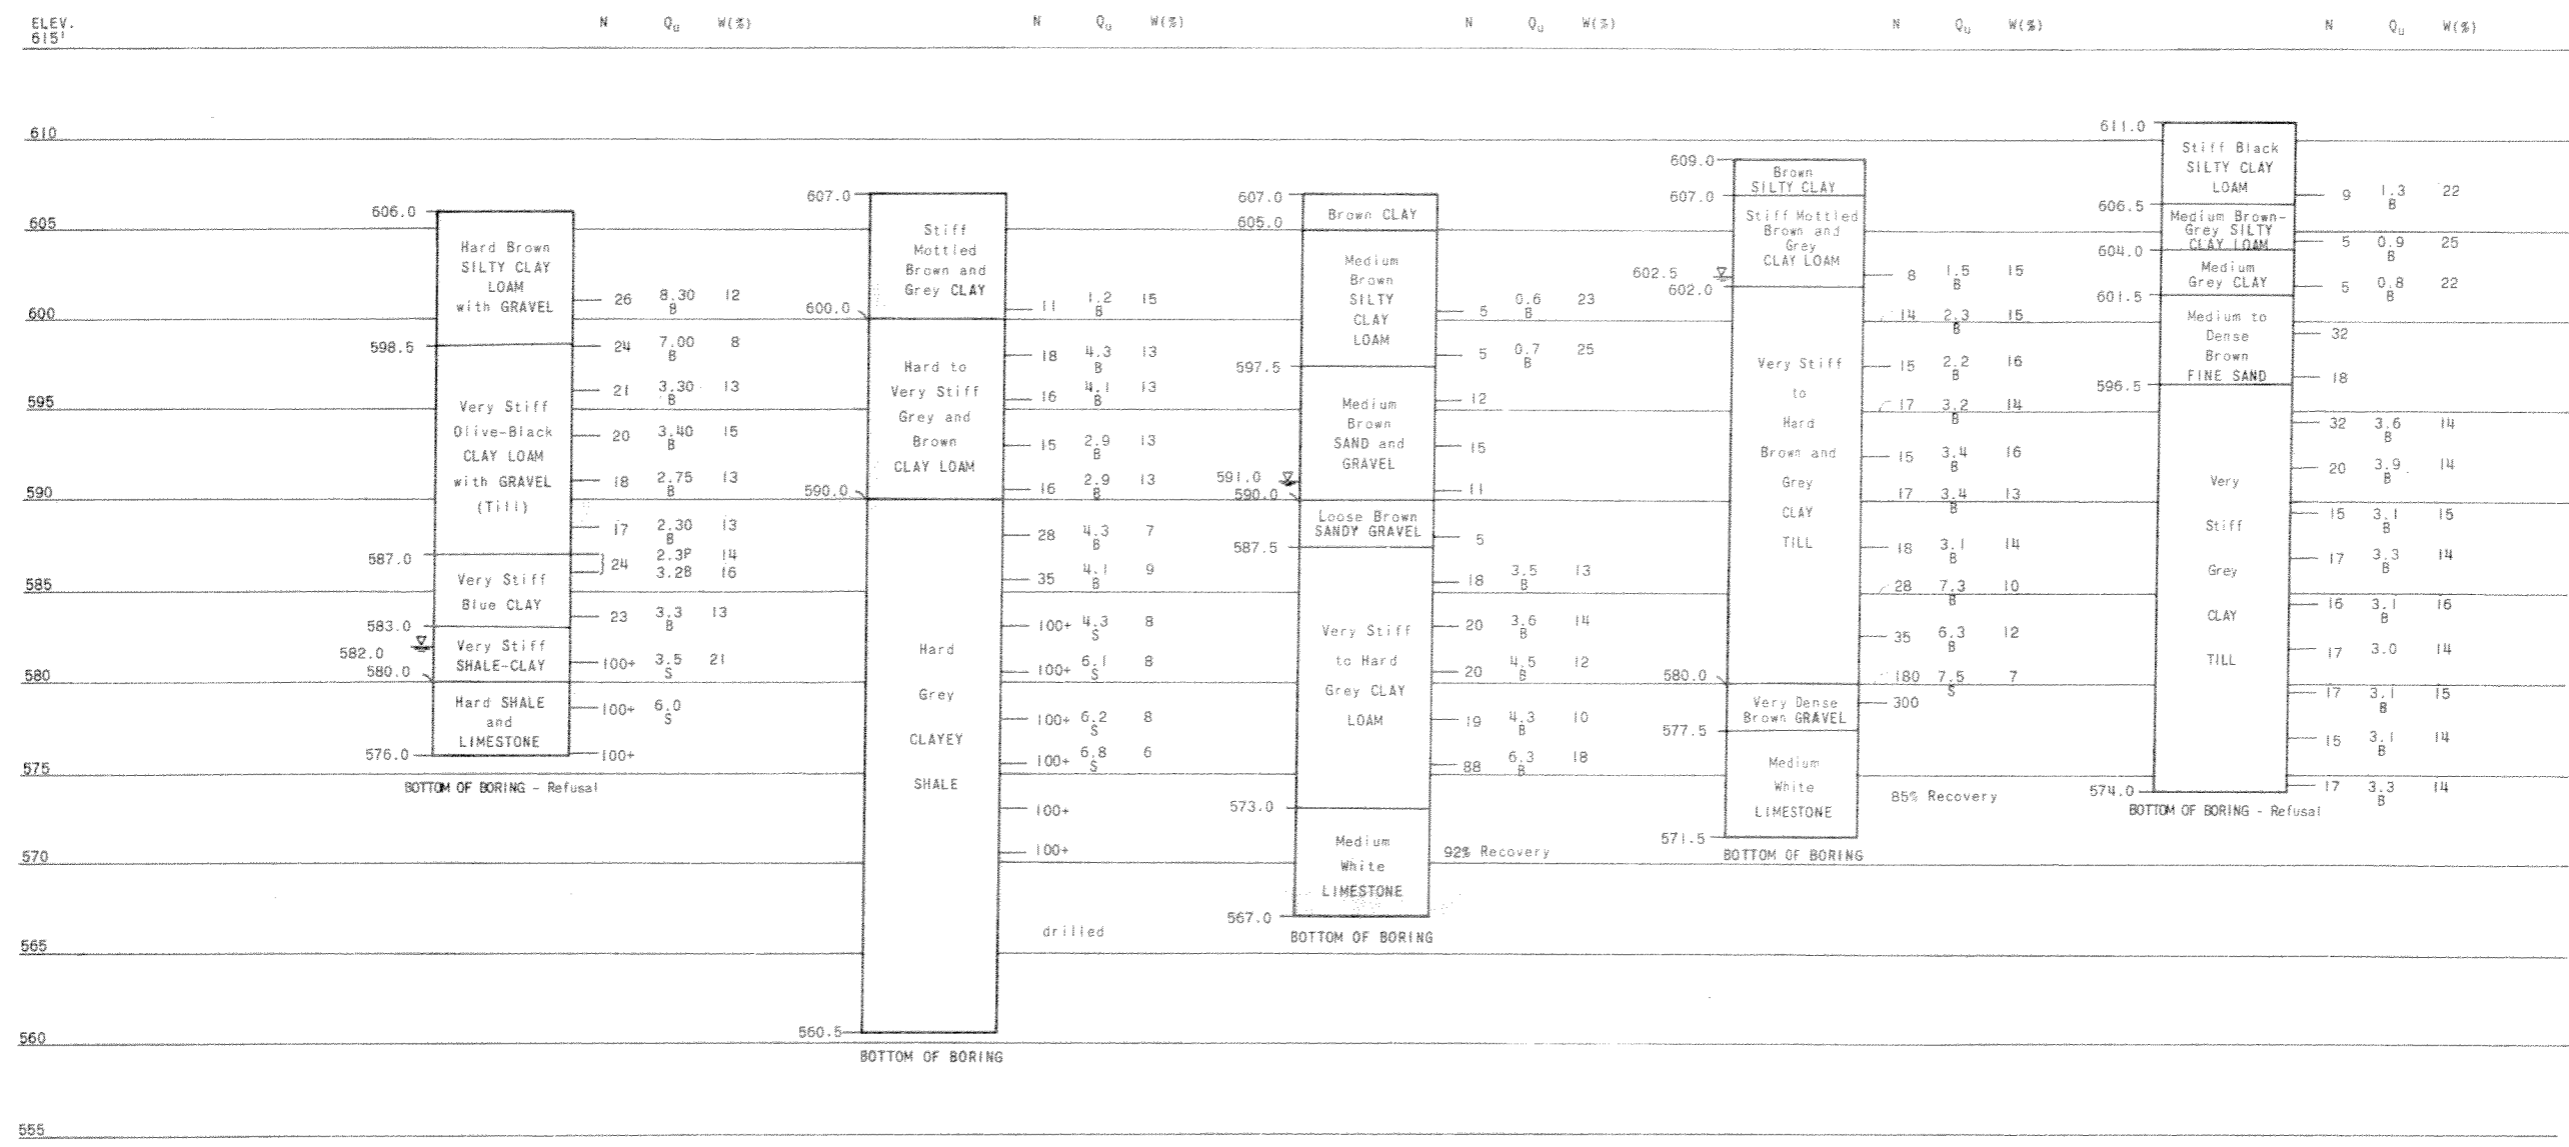 ELEV.
615'
N Qu W(%)
N Qu W(%)
N Qu W(%)
N Qu W(%)
N Qu W(%)
610
605
600
595
590
585
580
575
570
565
560
555
606.0
Hard Brown
SILTY CLAY
LOAM
with GRAVEL
598.5
Very Stiff
Olive-Black
CLAY LOAM
with GRAVEL
(Till)
587.0
Very Stiff
Blue CLAY
583.0
Very Stiff
SHALE-CLAY
582.0
580.0
Hard SHALE
and
LIMESTONE
576.0
BOTTOM OF BORING - Refusal
26 8.30 12
B
24 7.00 8
B
21 3.30 13
B
20 3.40 15
B
18 2.75 13
B
17 2.30 13
B
2.3P 14
24
3.2B 16
23 3.3 13
B
100+ 3.5 21
S
100+ 6.0
S
100+
607.0
Stiff
Mottled
Brown and
Grey CLAY
600.0
Hard to
Very Stiff
Grey and
Brown
CLAY LOAM
590.0
Hard
Grey
CLAYEY
SHALE
560.5
BOTTOM OF BORING
11 1.2 15
B
18 4.3 13
B
16 4.1 13
B
15 2.9 13
B
16 2.9 13
B
28 4.3 7
B
35 4.1 9
B
100+ 4.3 8
S
100+ 6.1 8
S
100+ 6.2 8
S
100+ 6.8 6
S
100+
100+
drilled
607.0
Brown CLAY
605.0
Medium
Brown
SILTY
CLAY
LOAM
597.5
Medium
Brown
SAND and
GRAVEL
591.0
590.0
Loose Brown
SANDY GRAVEL
587.5
Very Stiff
to Hard
Grey CLAY
LOAM
573.0
Medium
White
LIMESTONE
567.0
BOTTOM OF BORING
5 0.6 23
B
5 0.7 25
B
12
15
11
5
18 3.5 13
B
20 3.6 14
B
20 4.5 12
B
19 4.3 10
B
88 6.3 18
B
92% Recovery
609.0
Brown
SILTY CLAY
607.0
Stiff Mottled
Brown and
Grey
CLAY LOAM
602.5
602.0
Very Stiff
to
Hard
Brown and
Grey
CLAY
TILL
580.0
Very Dense
Brown GRAVEL
577.5
Medium
White
LIMESTONE
571.5
BOTTOM OF BORING
8 1.5 15
B
14 2.3 15
B
15 2.2 16
B
17 3.2 14
B
15 3.4 16
B
17 3.4 13
B
18 3.1 14
B
28 7.3 10
B
35 6.3 12
B
180 7.5 7
S
300
85% Recovery
611.0
Stiff Black
SILTY CLAY
LOAM
606.5
Medium Brown-
Grey SILTY
CLAY LOAM
604.0
Medium
Grey CLAY
601.5
Medium to
Dense
Brown
FINE SAND
596.5
Very
Stiff
Grey
CLAY
TILL
574.0
BOTTOM OF BORING - Refusal
9 1.3 22
B
5 0.9 25
B
5 0.8 22
B
32
18
32 3.6 14
B
20 3.9 14
B
15 3.1 15
B
17 3.3 14
B
16 3.1 16
B
17 3.0 14
17 3.1 15
B
15 3.1 14
B
17 3.3 14
B